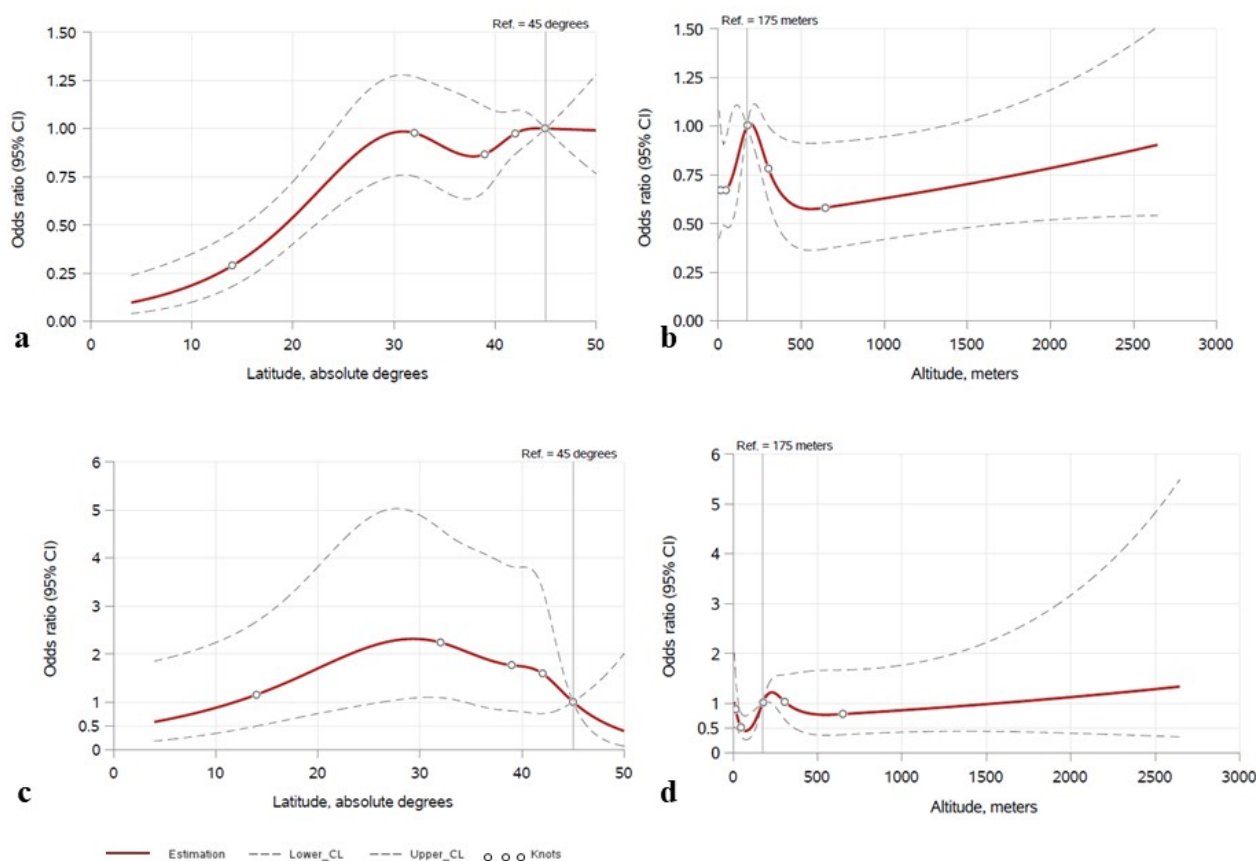 Ref. = 45 degrees
1.50
1.25
1.00
0.75
0.50
0.25
0.00
Odds ratio (95% CI)
0 10 20 30 40 50
Latitude, absolute degrees
a
Ref. = 175 meters
1.50
1.25
1.00
0.75
0.50
0.25
0.00
Odds ratio (95% CI)
0 500 1000 1500 2000 2500 3000
Altitude, meters
b
Ref. = 45 degrees
6
5
4
3
2
1
0.5
0
Odds ratio (95% CI)
0 10 20 30 40 50
Latitude, absolute degrees
c
Ref. = 175 meters
6
5
4
3
2
1
0.5
0
Odds ratio (95% CI)
0 500 1000 1500 2000 2500 3000
Altitude, meters
d
Estimation Lower_CL Upper_CL Knots